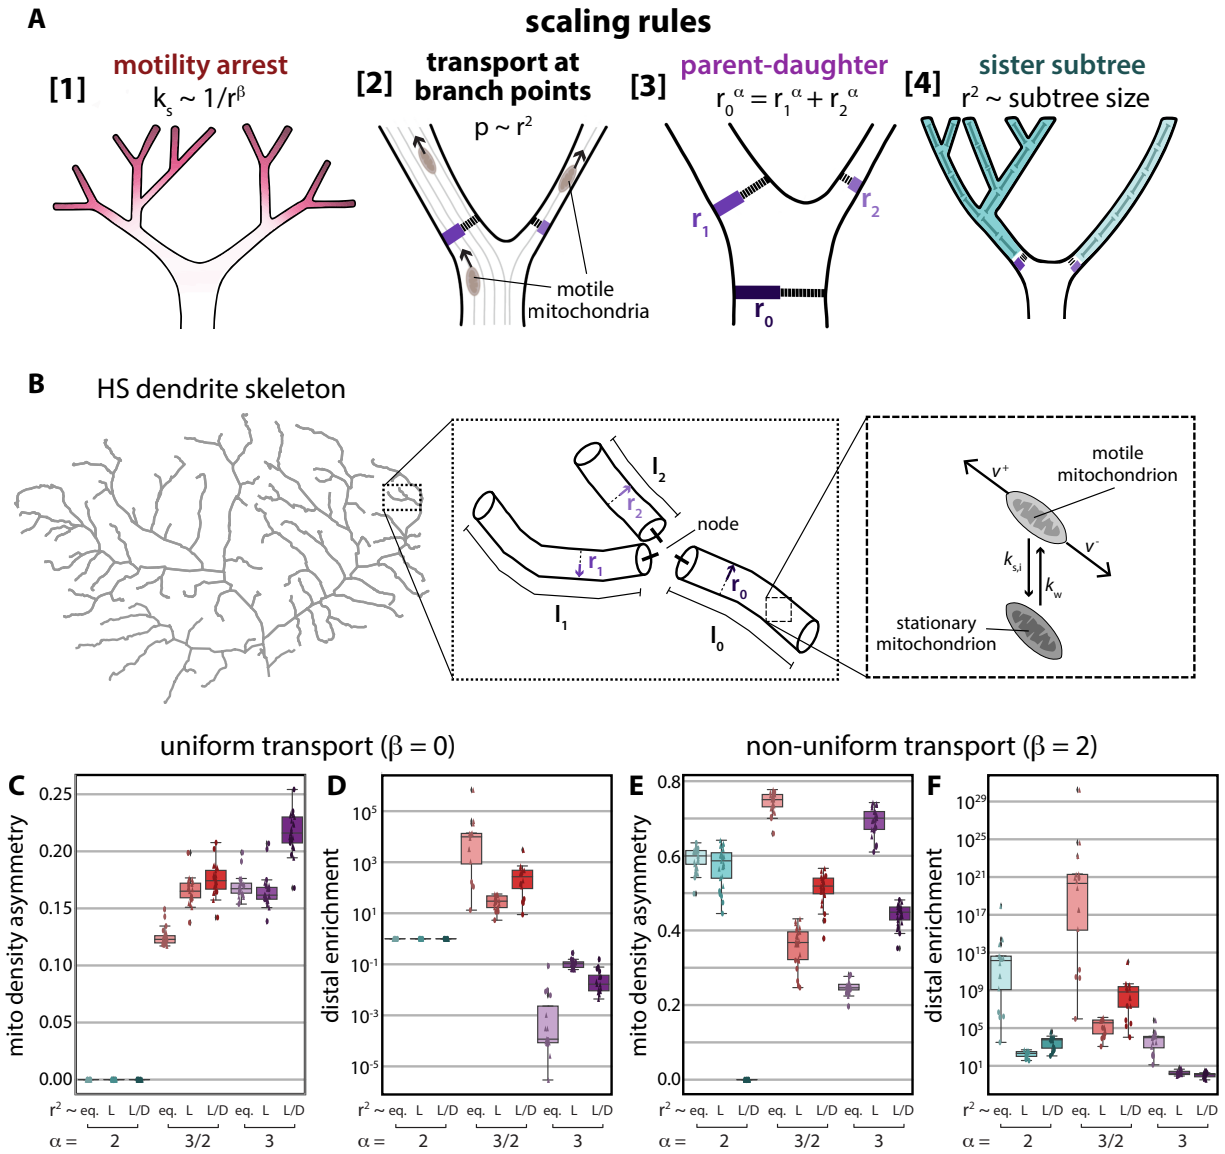 A
scaling rules
[1]
motility arrest
kₛ ~ 1/r^β
[2]
transport at
branch points
p ~ r²
motile
mitochondria
[3]
parent-daughter
r₀^α = r₁^α + r₂^α
r₁
r₂
r₀
[4]
sister subtree
r² ~ subtree size
B
HS dendrite skeleton
l₂
r₂
node
r₁
l₁
r₀
l₀
v⁺
motile
mitochondrion
v⁻
k_s,i
k_w
stationary
mitochondrion
uniform transport (β = 0)
non-uniform transport (β = 2)
C
mito density asymmetry
0.25
0.20
0.15
0.10
0.05
0.00
r² ~ eq. L L/D eq. L L/D eq. L L/D
α = 2 3/2 3
D
distal enrichment
10⁵
10³
10¹
10⁻¹
10⁻³
10⁻⁵
eq. L L/D eq. L L/D eq. L L/D
2 3/2 3
E
mito density asymmetry
0.8
0.6
0.4
0.2
0.0
r² ~ eq. L L/D eq. L L/D eq. L L/D
α = 2 3/2 3
F
distal enrichment
10²⁹
10²⁵
10²¹
10¹⁷
10¹³
10⁹
10⁵
10¹
eq. L L/D eq. L L/D eq. L L/D
2 3/2 3